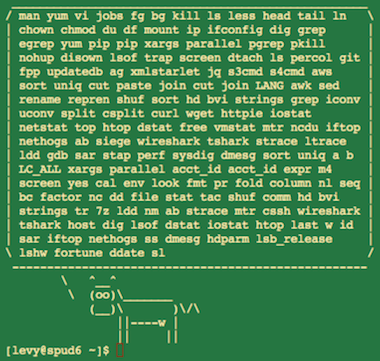 / man yum vi jobs fg bg kill ls less head tail ln \
| chown chmod du df mount ip ifconfig dig grep |
| egrep yum pip pip xargs parallel pgrep pkill |
| nohup disown lsof trap screen dtach ls percol git |
| fpp updatedb ag xmlstarlet jq s3cmd s4cmd aws |
| sort uniq cut paste join cut join LANG awk sed |
| rename repren shuf sort hd bvi strings grep iconv |
| uconv split csplit curl wget httpie iostat |
| netstat top htop dstat free vmstat mtr ncdu iftop |
| nethogs ab siege wireshark tshark strace ltrace |
| ldd gdb sar stap perf sysdig dmesg sort uniq a b |
| LC_ALL xargs parallel acct_id acct_id expr m4 |
| screen yes cal env look fmt pr fold column nl seq |
| bc factor nc dd file stat tac shuf comm hd bvi |
| strings tr 7z ldd nm ab strace mtr cssh wireshark |
| tshark host dig lsof dstat iostat htop last w id |
| sar iftop nethogs ss dmesg hdparm lsb_release |
\ lshw fortune ddate sl /
-------------------------------------------------
\ ^__^
\ (oo)\_______
(__)\ )\/\
||----w |
|| ||
[levy@spud6 ~]$